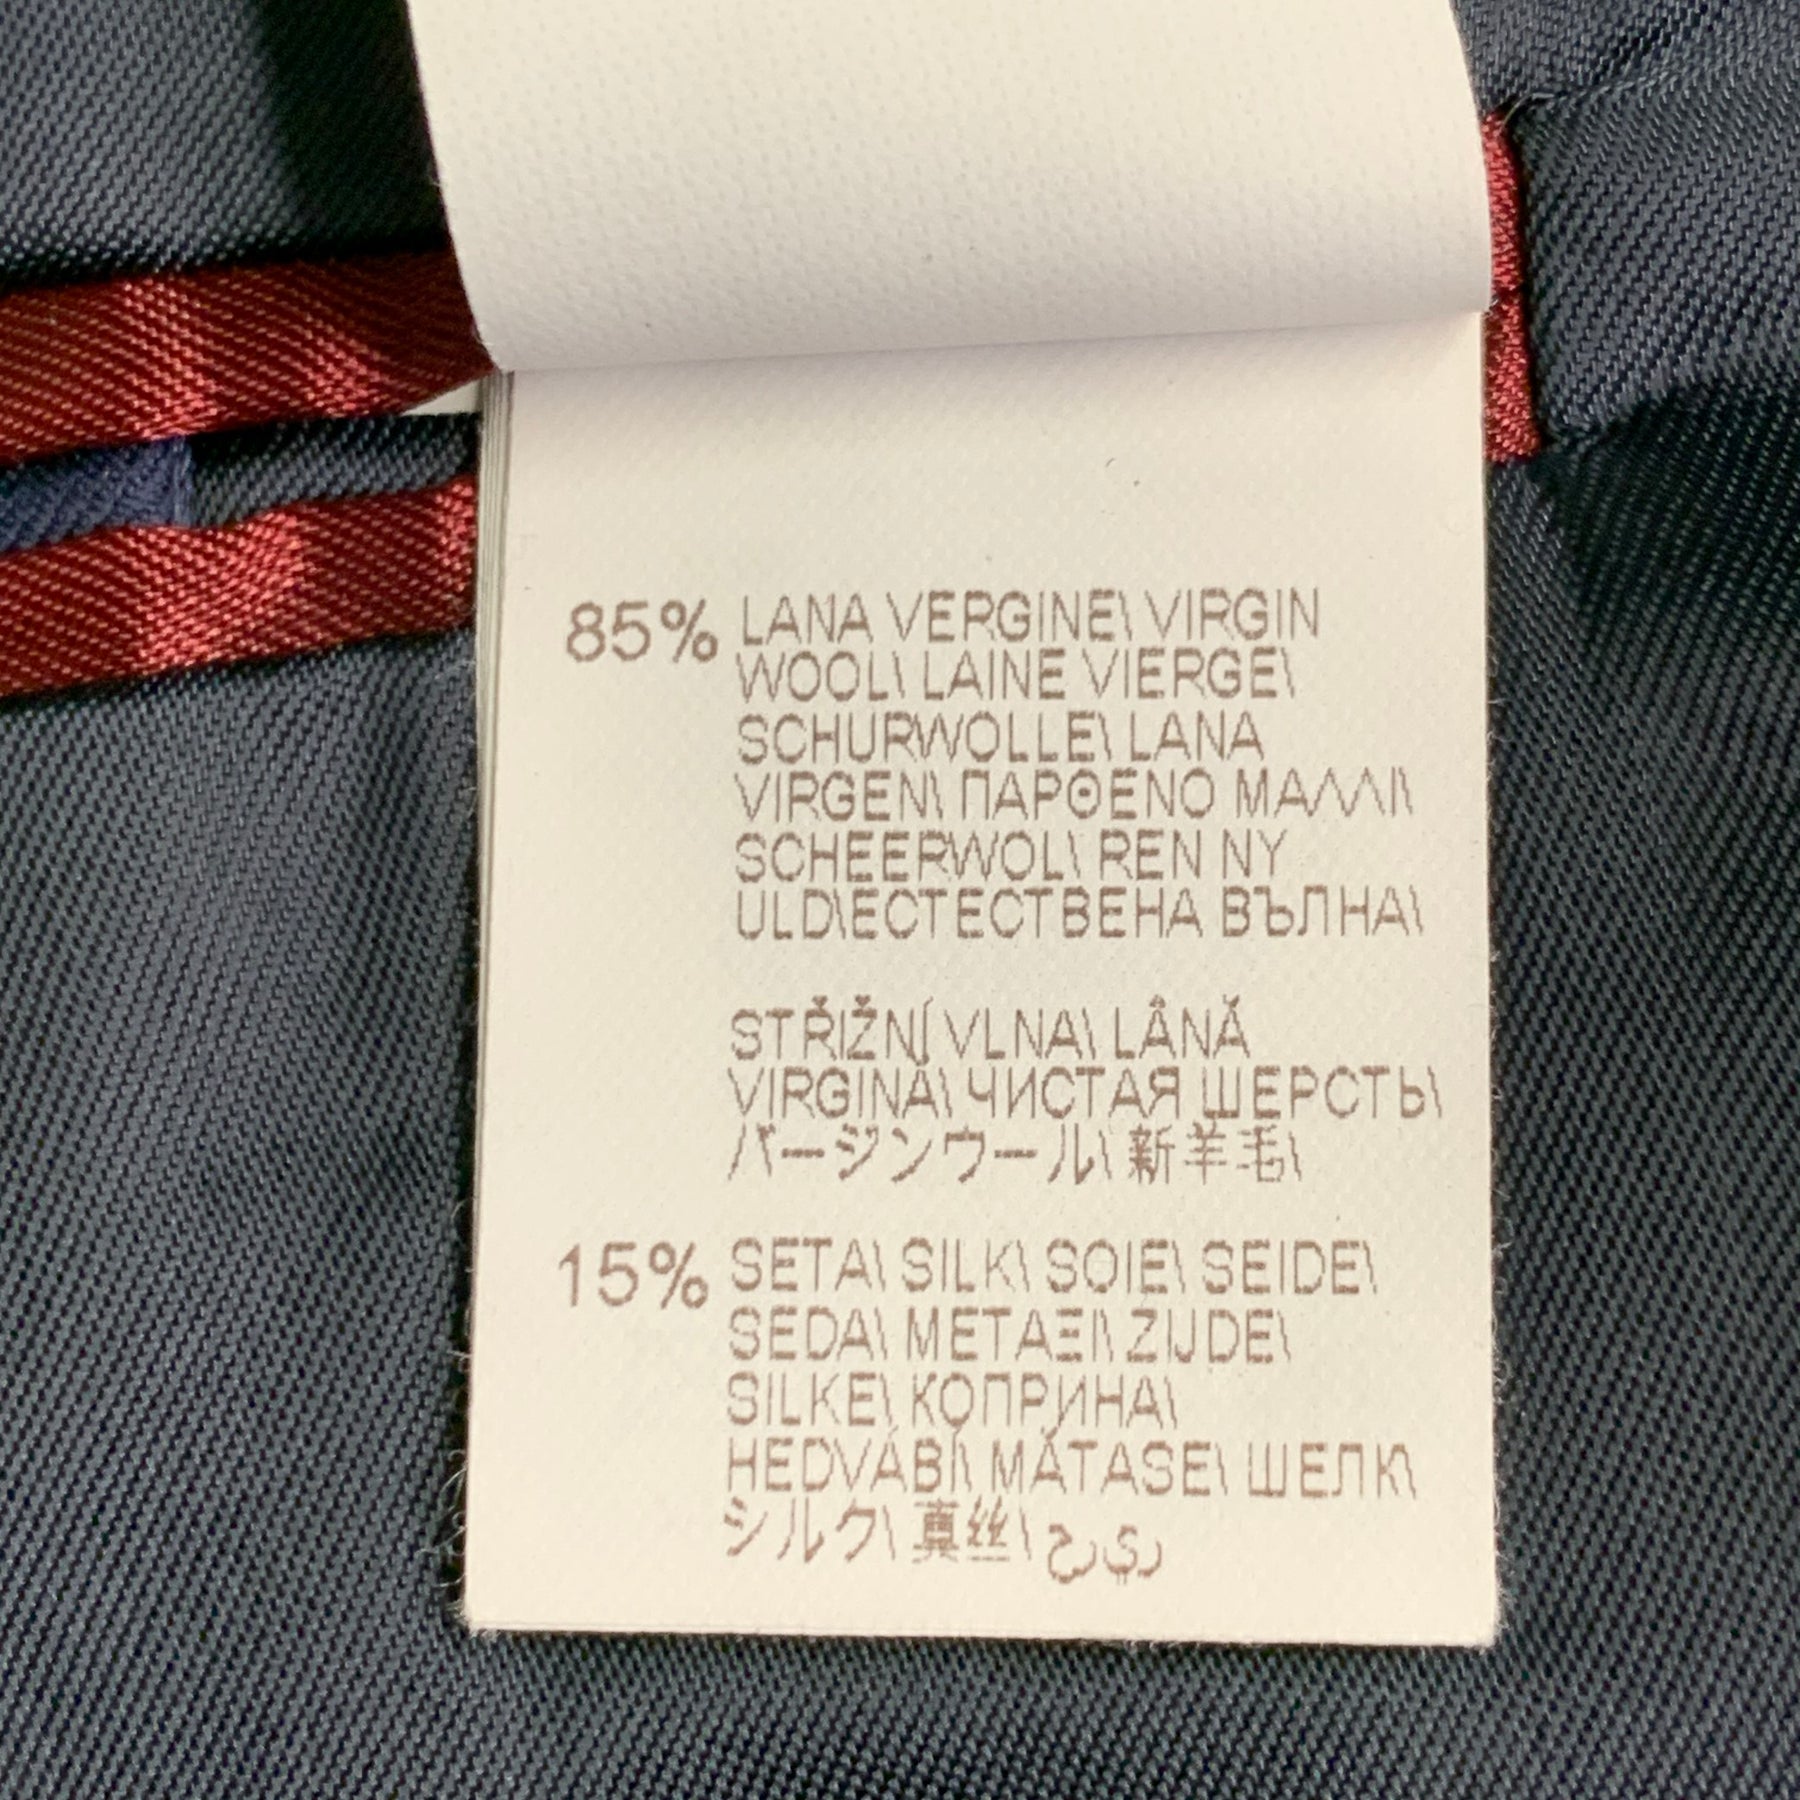 85% LANA VERGINE\ VIRGIN
WOOL\ LAINE VIERGE\
SCHURWOLLE\ LANA
VIRGEN\ ΠΑΡΘΕΝΟ ΜΑΛΛΙ\
SCHEERWOL\ REN NY
ULD\ЕСТЕСТВЕНА ВЪЛНА\
STŘIŽNÍ VLNA\ LÂNĂ
VIRGINĂ\ ЧИСТАЯ ШЕРСТЬ\
バージンウール\ 新羊毛\
15% SETA\ SILK\ SOIE\ SEIDE\
SEDA\ ΜΕΤΑΞΙ\ ZIJDE\
SILKE\ КОПРИНА\
HEDVÁBÍ\ MĂTASE\ ШЕЛК\
シルク\ 真丝\